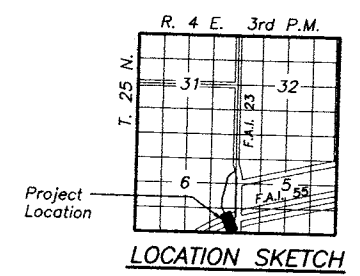 R. 4 E. 3rd P.M.
T. 25 N.
31
32
F.A.I. 23
6
5
F.A.I. 55
Project
Location
LOCATION SKETCH